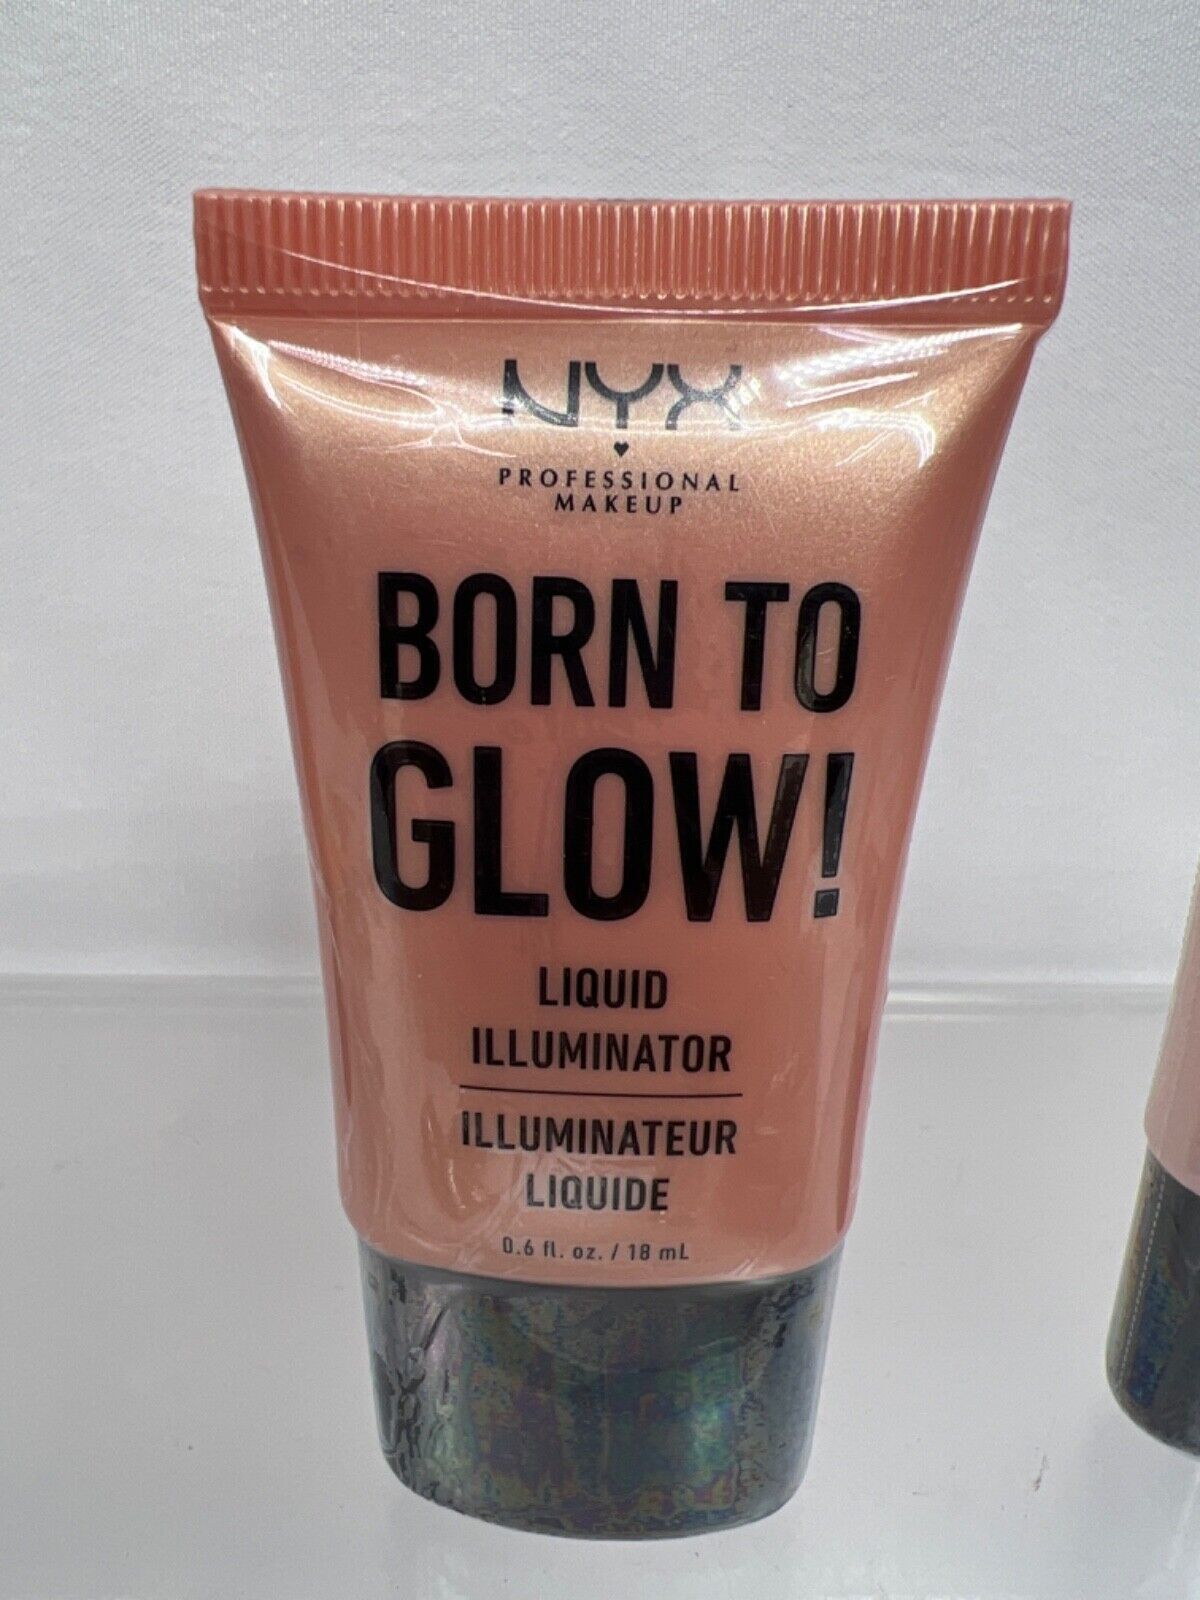 NYX
PROFESSIONAL
MAKEUP
BORN TO
GLOW!
LIQUID
ILLUMINATOR
ILLUMINATEUR
LIQUIDE
0.6 fl. oz. / 18 mL